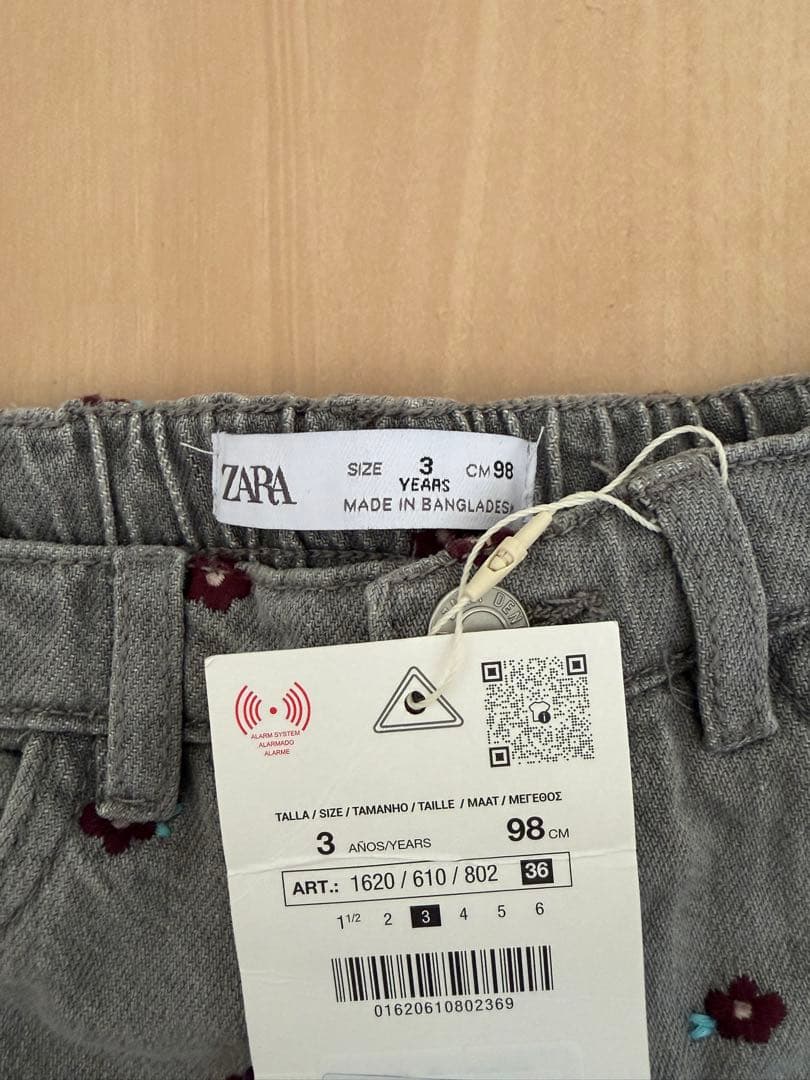 ZARA
SIZE 3 CM 98
YEARS
MADE IN
DEN
ALARM SYSTEM
ALARMADO
ALARME
TALLA / SIZE / TAMANHO / TAILLE / MAAT / ΜΕΓΕΘΟΣ
3 AÑOS/YEARS 98 CM
ART.: 1620 / 610 / 802 36
1 1/2 2 3 4 5 6
01620610802369